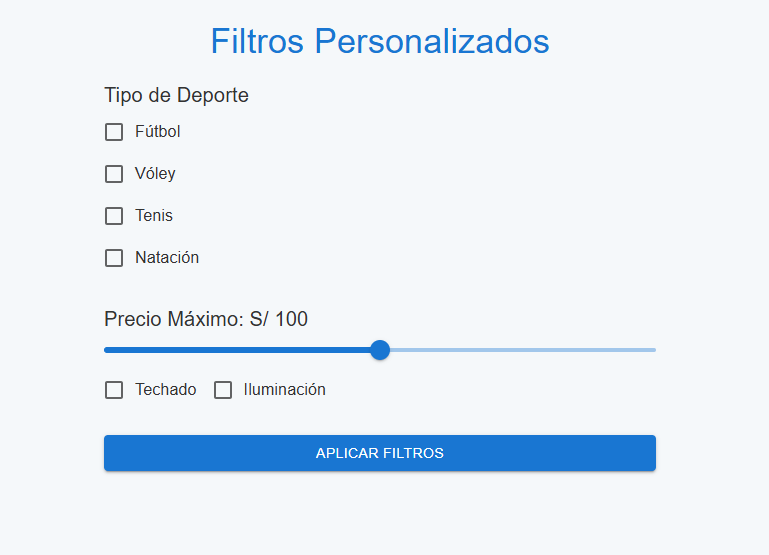 Filtros Personalizados
Tipo de Deporte
Fútbol
Vóley
Tenis
Natación
Precio Máximo: S/ 100
Techado Iluminación
APLICAR FILTROS